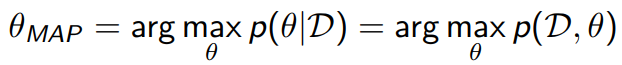 θ_MAP = arg max_θ p(θ|𝒟) = arg max_θ p(𝒟, θ)